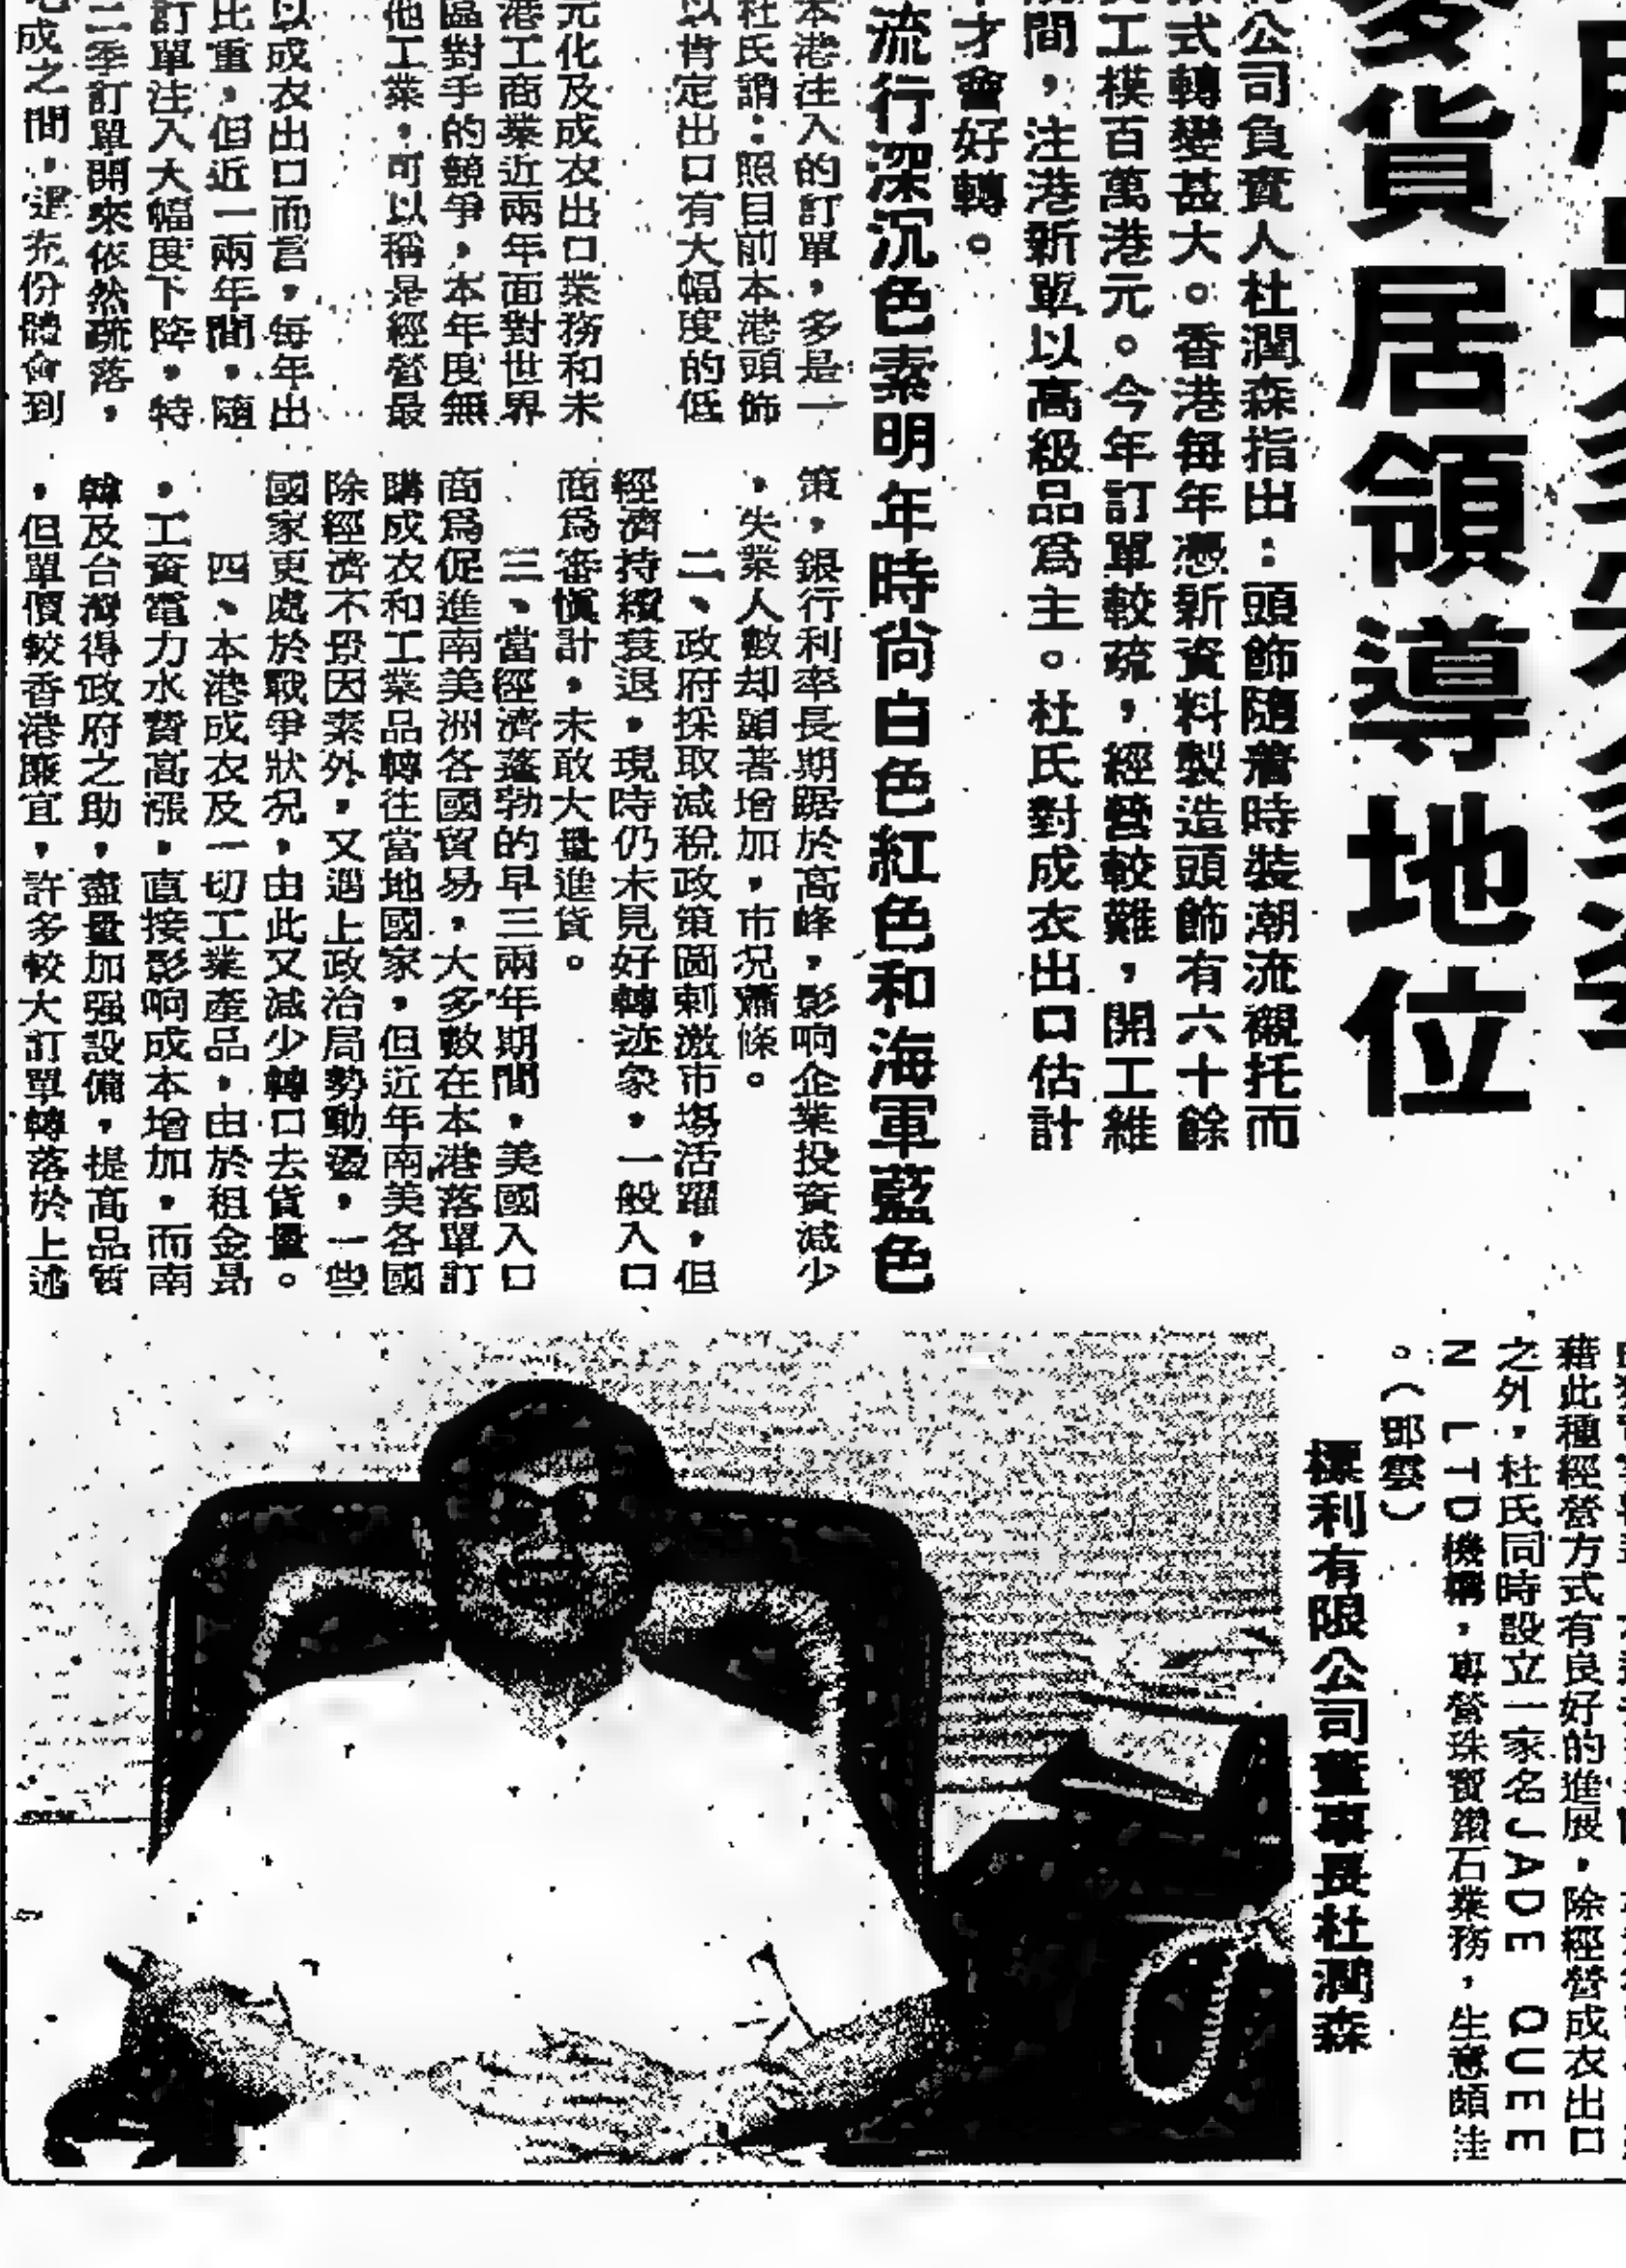 貨居領導地位
公司負責人杜潤森指出：頭飾隨着時裝潮流襯托而
式轉變甚大。香港每年憑新資料製造頭飾有六十餘
工模百萬港元。今年訂單較疏，經營較難，開工維
間，注港新單以高級品爲主。杜氏對成衣出口估計
才會好轉。
流行深沉色素明年時尚白色紅色和海軍藍色
本港注入的訂單，多是一
杜氏謂：照目前本港頭飾
以肯定出口有大幅度的低
元化及成衣出口業務和未
港工商業近兩年面對世界
區對手的競爭，本年度無
他工業，可以稱是經營最
以成衣出口而言，每年出
比重，但近一兩年間，隨
訂單注入大幅度下降，特
二季訂單開來依然疏落，
成之間，還充份體會到
策，銀行利率長期踞於高峰，影响企業投資減少
，失業人數却顯著增加，市况蕭條。
二、政府採取減稅政策圖刺激市塲活躍，但
經濟持續衰退，現時仍未見好轉迹象，一般入口
商爲審愼計，未敢大量進貨。
三、當經濟蓬勃的早三兩年期間，美國入口
商爲促進南美洲各國貿易，大多數在本港落單訂
購成衣和工業品轉往當地國家，但近年南美各國
除經濟不景因素外，又遇上政治局勢動盪，一些
國家更處於戰爭狀况，由此又減少轉口去貨量。
四、本港成衣及一切工業產品，由於租金昂
，工資電力水費高漲，直接影响成本增加，而南
韓及台灣得政府之助，盡量加强設備，提高品質
，但單價較香港廉宜，許多較大訂單轉落於上述
藉此種經營方式有良好的進展，除經營成衣出口
之外，杜氏同時設立一家名JADE QUEE
N LTD機構，專營珠寶鑽石業務，生意頗佳
。（鄧雲）
標利有限公司董事長杜潤森